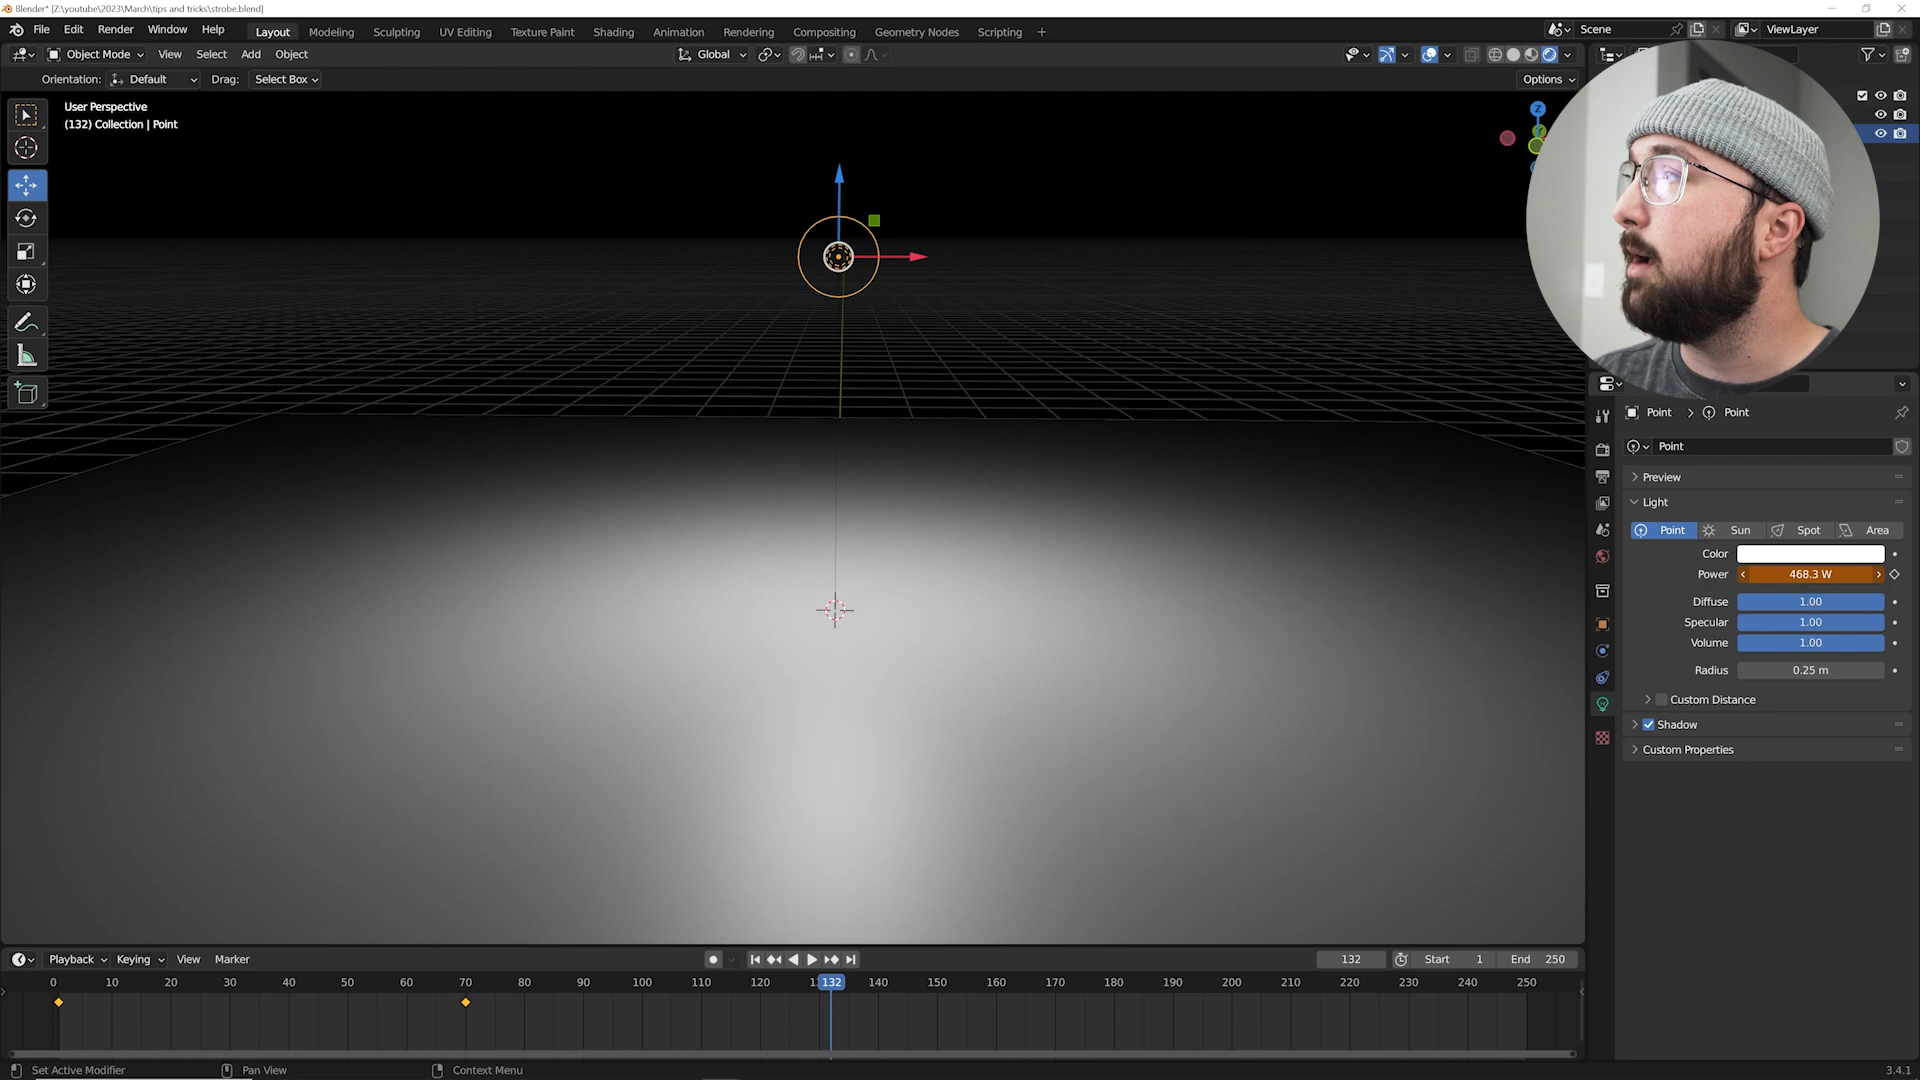 Blender* [Z:\youtube\2023\March\tips and tricks\strobe.blend]
File Edit Render Window Help Layout Modeling Sculpting UV Editing Texture Paint Shading Animation Rendering Compositing Geometry Nodes Scripting + Scene ViewLayer
Object Mode View Select Add Object Global
Orientation: Default Drag: Select Box Options
User Perspective
(132) Collection | Point
Z
Point > Point
Point
Preview
Light
Point Sun Spot Area
Color
Power 468.3 W
Diffuse 1.00
Specular 1.00
Volume 1.00
Radius 0.25 m
Custom Distance
Shadow
Custom Properties
Playback Keying View Marker 132 Start 1 End 250
0 10 20 30 40 50 60 70 80 90 100 110 120 132 140 150 160 170 180 190 200 210 220 230 240 250
Set Active Modifier Pan View Context Menu 3.4.1